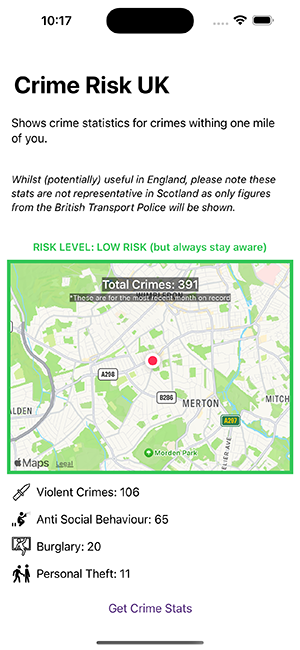 10:17
Crime Risk UK
Shows crime statistics for crimes withing one mile
of you.
Whilst (potentially) useful in England, please note these
stats are not representative in Scotland as only figures
from the British Transport Police will be shown.
RISK LEVEL: LOW RISK (but always stay aware)
Total Crimes: 391
*These are for the most recent month on record
A298
B286
MERTON
A297
ALDEN
MITCH
ELIER AVE
Morden Park
Maps Legal
Violent Crimes: 106
Anti Social Behaviour: 65
Burglary: 20
Personal Theft: 11
Get Crime Stats